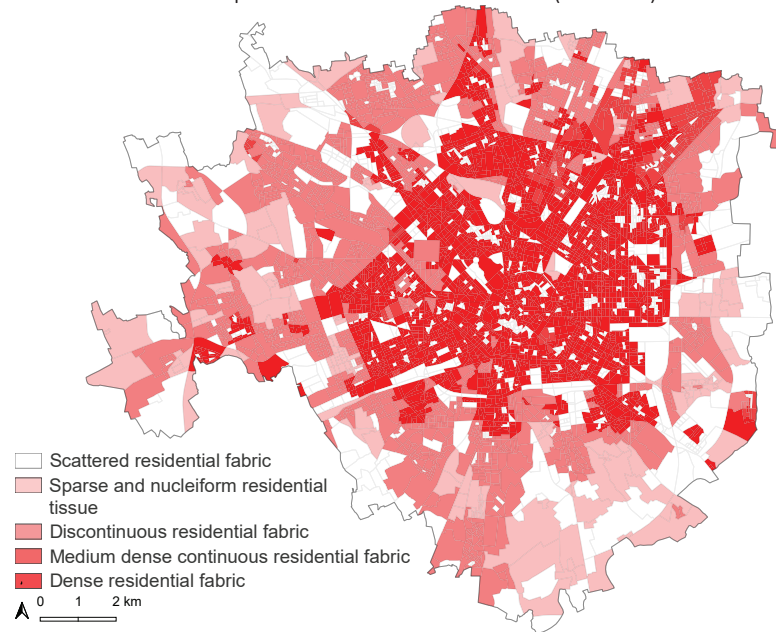 Scattered residential fabric
Sparse and nucleiform residential
tissue
Discontinuous residential fabric
Medium dense continuous residential fabric
Dense residential fabric
0 1 2 km